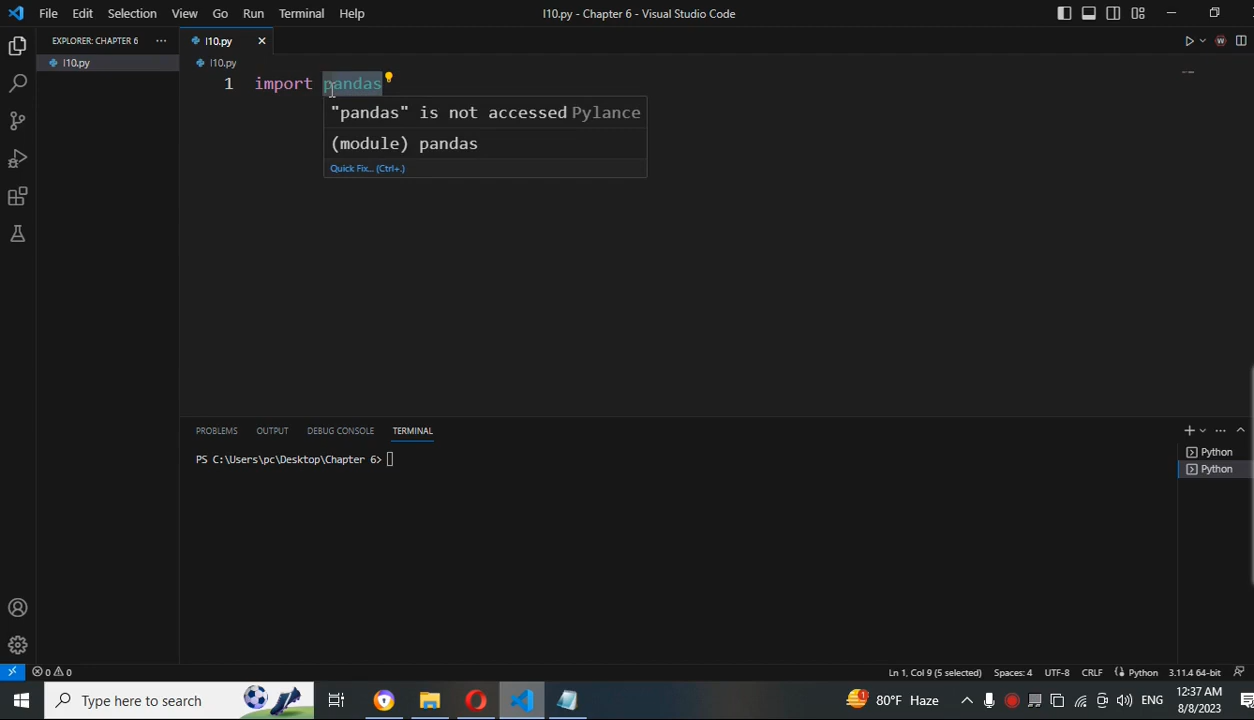 File Edit Selection View Go Run Terminal Help
l10.py - Chapter 6 - Visual Studio Code
EXPLORER: CHAPTER 6 ...
l10.py
l10.py
l10.py
1 import pandas
"pandas" is not accessed Pylance
(module) pandas
Quick Fix... (Ctrl+.)
PROBLEMS OUTPUT DEBUG CONSOLE TERMINAL
PS C:\Users\pc\Desktop\Chapter 6>
Python
Python
0 0
Ln 1, Col 9 (5 selected) Spaces: 4 UTF-8 CRLF Python 3.11.4 64-bit
Type here to search
1
80°F Haze
ENG
12:37 AM
8/8/2023